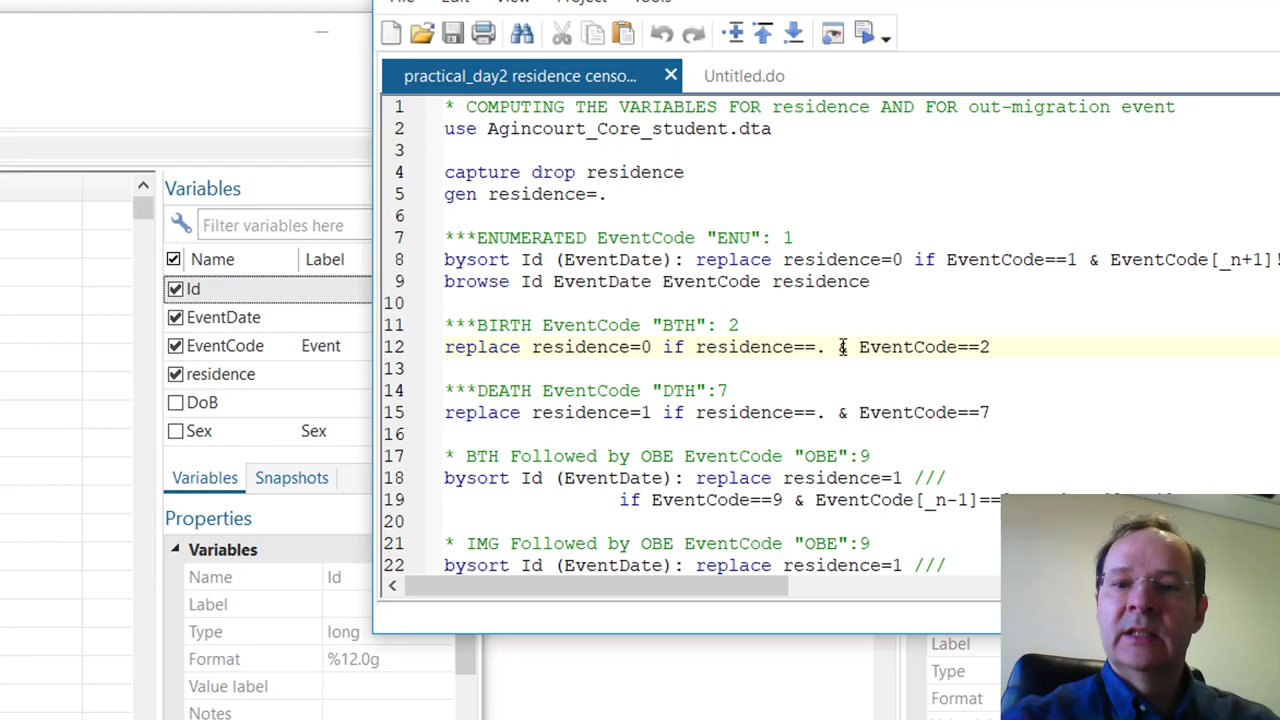 practical_day2 residence censo...
Untitled.do
1 * COMPUTING THE VARIABLES FOR residence AND FOR out-migration event
2 use Agincourt_Core_student.dta
3
4 capture drop residence
5 gen residence=.
6
7 ***ENUMERATED EventCode "ENU": 1
8 bysort Id (EventDate): replace residence=0 if EventCode==1 & EventCode[_n+1]!
9 browse Id EventDate EventCode residence
10
11 ***BIRTH EventCode "BTH": 2
12 replace residence=0 if residence==. & EventCode==2
13
14 ***DEATH EventCode "DTH":7
15 replace residence=1 if residence==. & EventCode==7
16
17 * BTH Followed by OBE EventCode "OBE":9
18 bysort Id (EventDate): replace residence=1 ///
19 if EventCode==9 & EventCode[_n-1]==
20
21 * IMG Followed by OBE EventCode "OBE":9
22 bysort Id (EventDate): replace residence=1 ///
Variables
Filter variables here
Name Label
Id
EventDate
EventCode Event
residence
DoB
Sex Sex
Variables Snapshots
Properties
Variables
Name Id
Label
Type long
Format %12.0g
Value label
Notes
Label
Type
Format